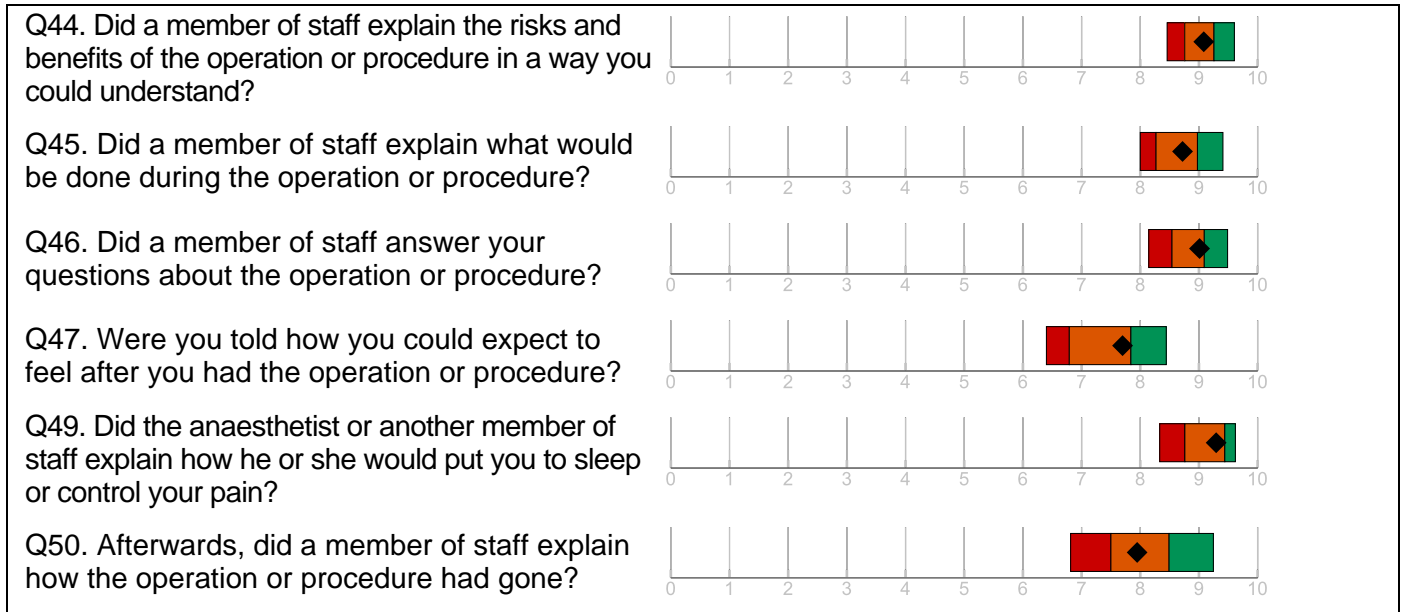 Q44. Did a member of staff explain the risks and
benefits of the operation or procedure in a way you
could understand?
0 1 2 3 4 5 6 7 8 9 10
Q45. Did a member of staff explain what would
be done during the operation or procedure?
0 1 2 3 4 5 6 7 8 9 10
Q46. Did a member of staff answer your
questions about the operation or procedure?
0 1 2 3 4 5 6 7 8 9 10
Q47. Were you told how you could expect to
feel after you had the operation or procedure?
0 1 2 3 4 5 6 7 8 9 10
Q49. Did the anaesthetist or another member of
staff explain how he or she would put you to sleep
or control your pain?
0 1 2 3 4 5 6 7 8 9 10
Q50. Afterwards, did a member of staff explain
how the operation or procedure had gone?
0 1 2 3 4 5 6 7 8 9 10